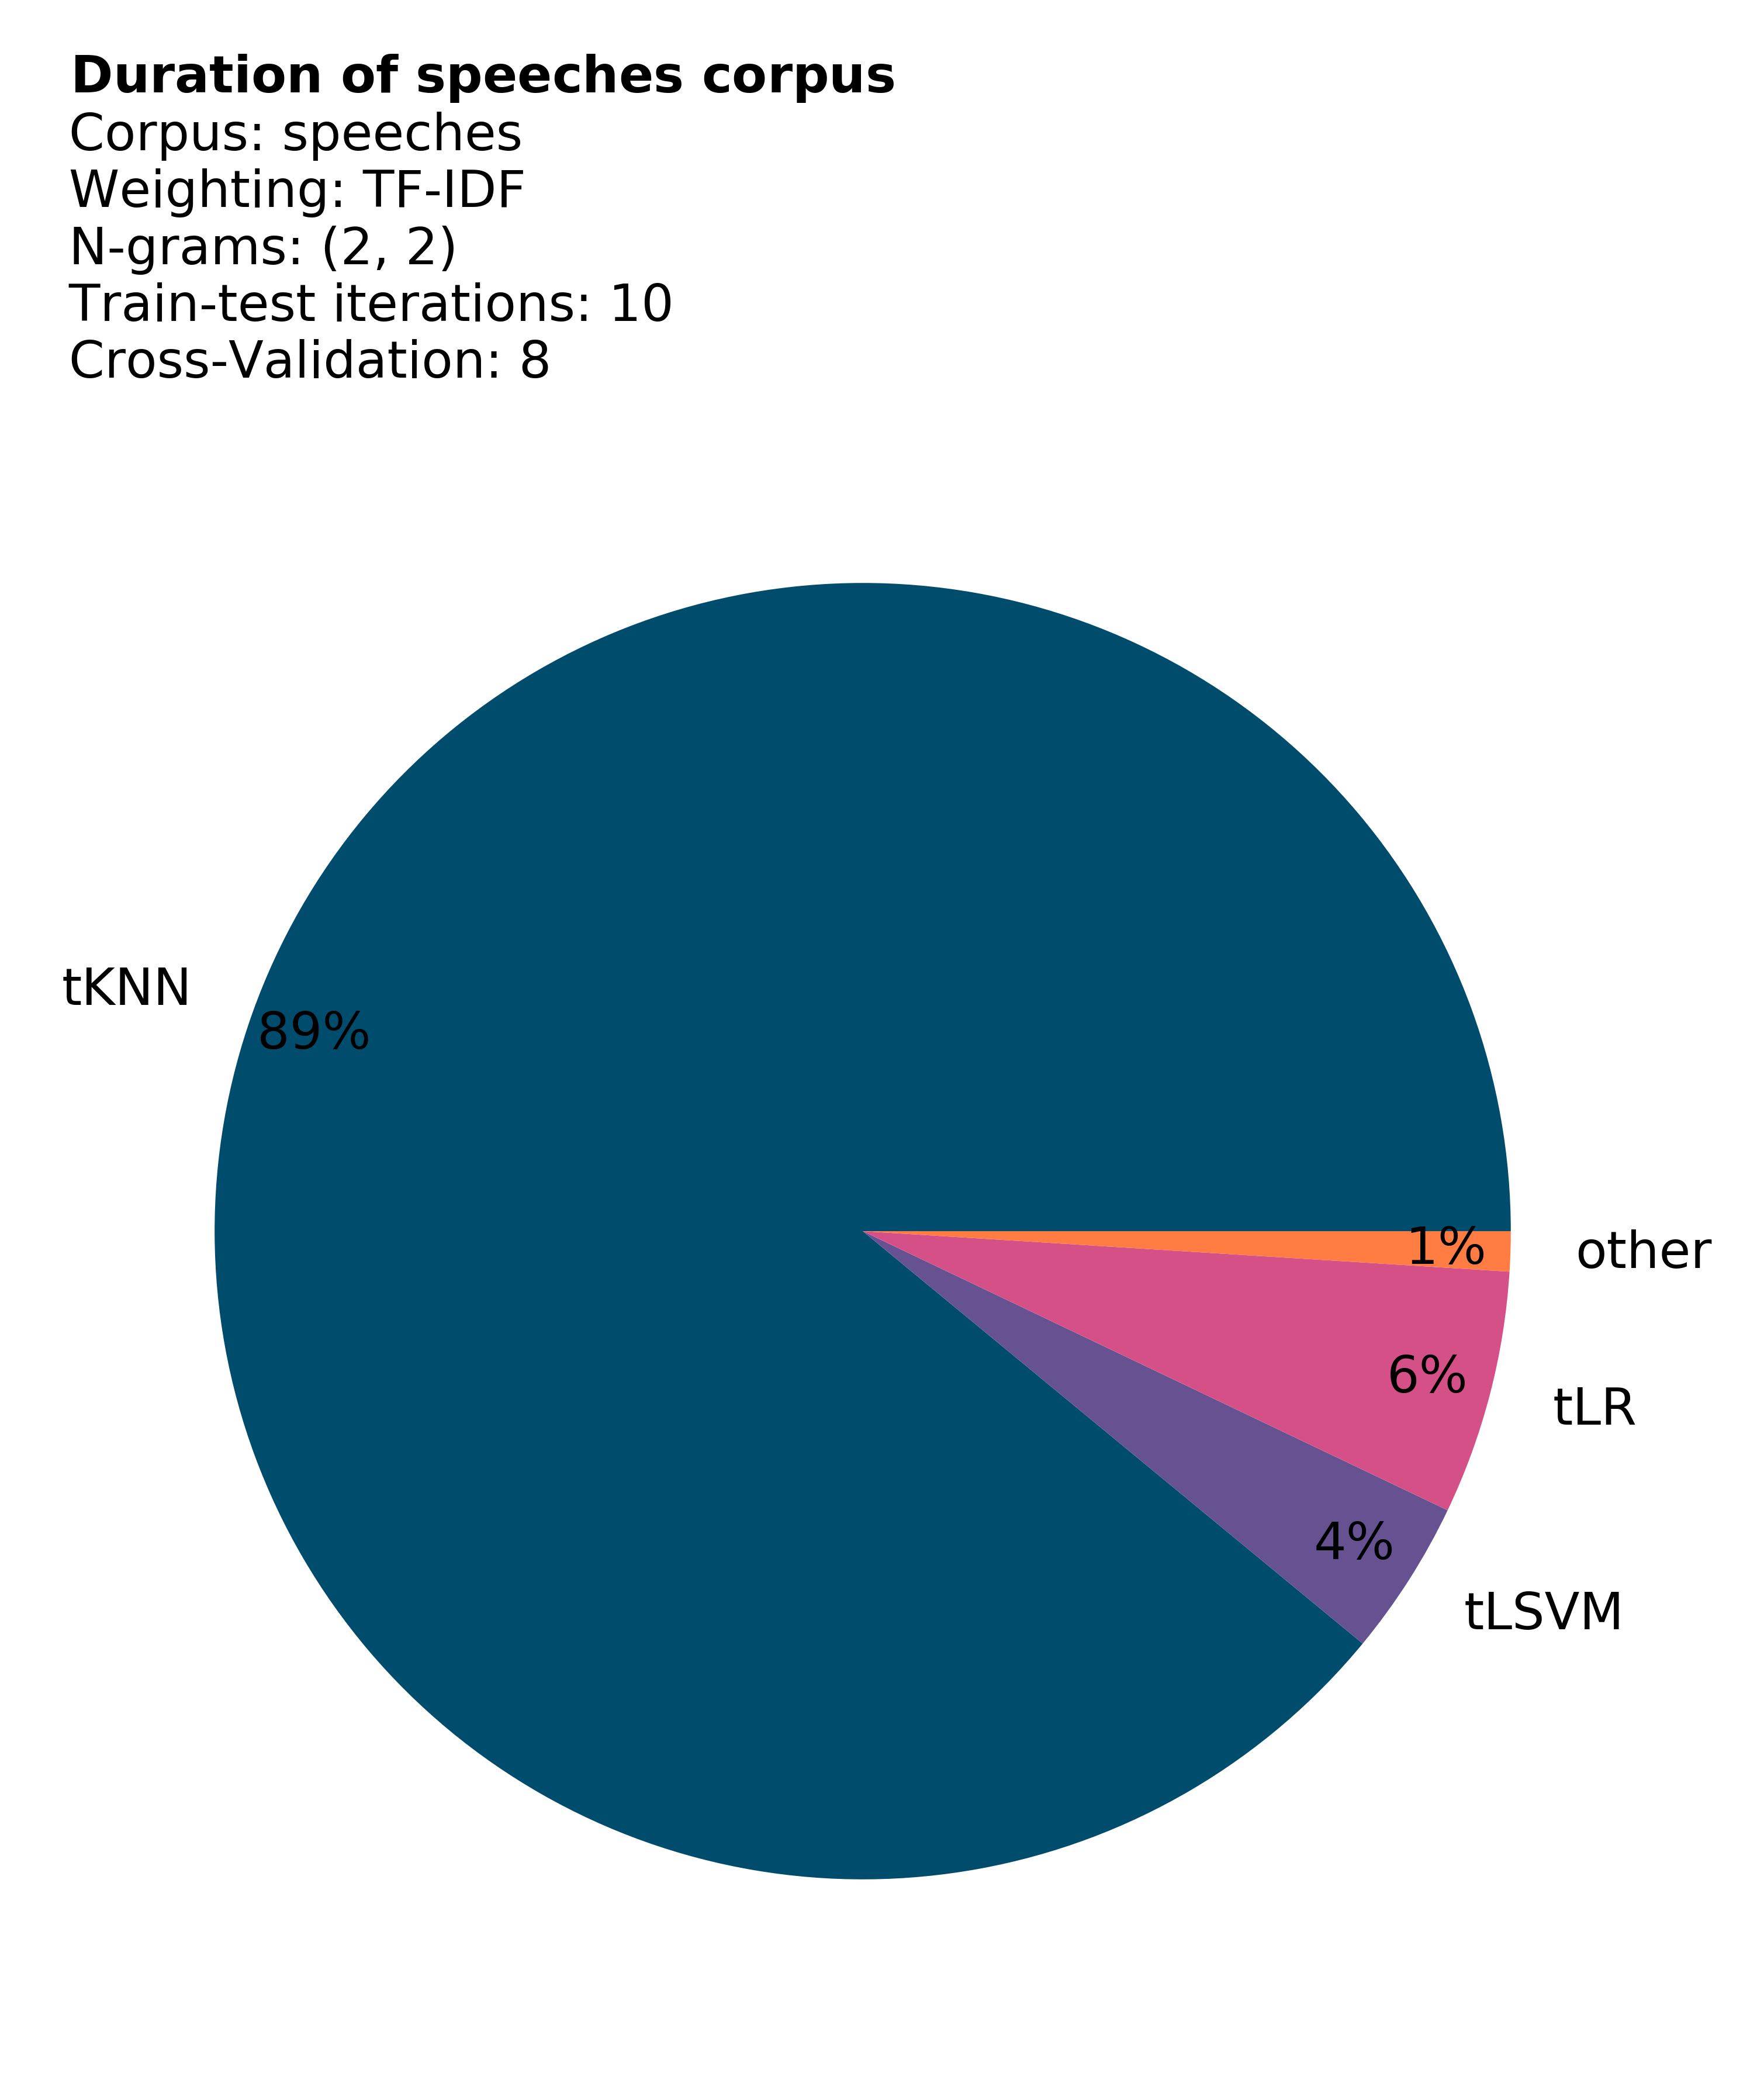 Duration of speeches corpus
Corpus: speeches
Weighting: TF-IDF
N-grams: (2, 2)
Train-test iterations: 10
Cross-Validation: 8
tKNN
89%
1%
other
6%
tLR
4%
tLSVM